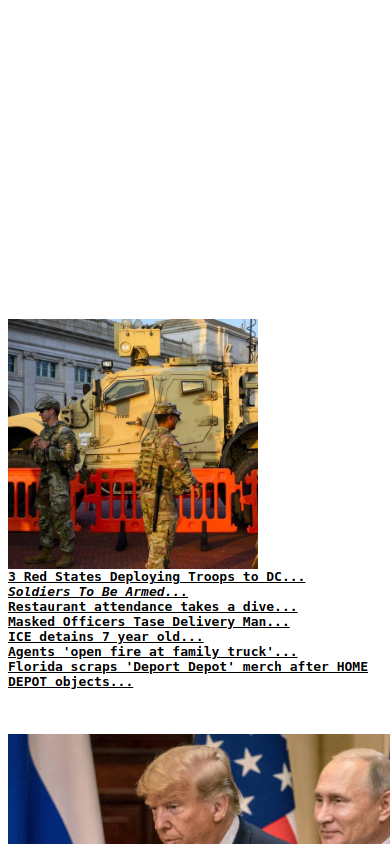 3 Red States Deploying Troops to DC...
Soldiers To Be Armed...
Restaurant attendance takes a dive...
Masked Officers Tase Delivery Man...
ICE detains 7 year old...
Agents 'open fire at family truck'...
Florida scraps 'Deport Depot' merch after HOME
DEPOT objects...